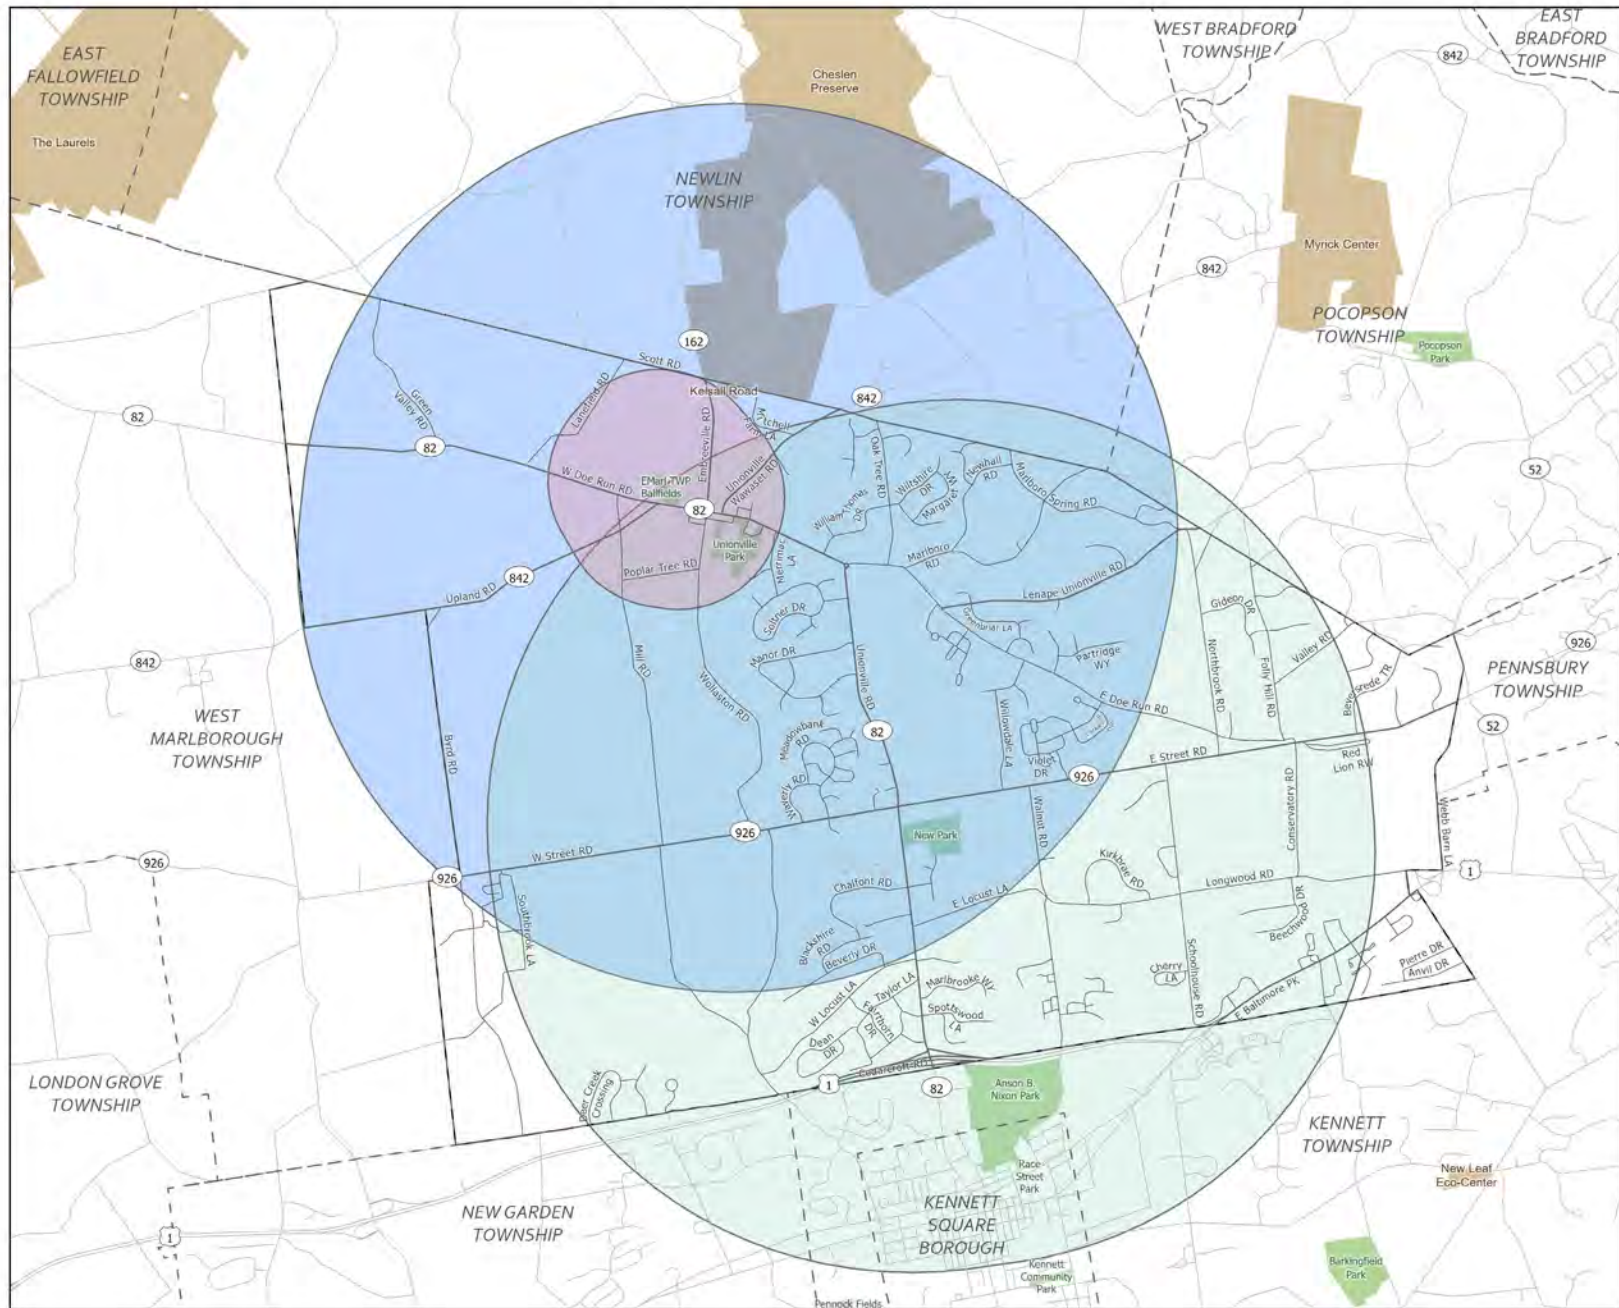 EAST
FALLOWFIELD
TOWNSHIP
The Laurels
Cheslen
Preserve
WEST BRADFORD
TOWNSHIP
EAST
BRADFORD
TOWNSHIP
842
NEWLIN
TOWNSHIP
Myrick Center
842
POCOPSON
TOWNSHIP
Pocopson
Park
162
Scott RD
Kelsall Road
842
Lanefield RD
Green
Valley RD
82
82
Embreeville RD
Mitchell
Farm LA
Unionville
Wawaset RD
W Doe Run RD
EMarl-TWP
Ballfields
82
Unionville
Park
Oak Tree RD
William Thomas
DR
Wiltshire
DR
Margaret
WY
Newhall
RD
Marlboro Spring RD
52
Marlboro
RD
Merrimac
LA
Poplar Tree RD
842
Upland RD
Lenape Unionville RD
Greenbriar LA
Gideon DR
Seltner DR
Manor DR
Mill RD
Wollaston RD
Unionville RD
Partridge
WY
Northbrook RD
Folly Hill RD
Valley RD
926
842
PENNSBURY
TOWNSHIP
WEST
MARLBOROUGH
TOWNSHIP
Byrd RD
Meadowbank
RD
Waverly RD
82
Willowdale LA
E Doe Run RD
52
Violet
DR
926
E Street RD
Red
Lion RW
Webb Barn LA
926
New Park
Walnut RD
Conservatory RD
926
926
W Street RD
Kirkbrae RD
Longwood RD
1
Chalfont RD
E Locust LA
Southbrook LA
Blackshire
RD
Beverly DR
Beechwood DR
Schoolhouse RD
Pierre DR
Anvil DR
Cherry
LA
W Locust LA
E Taylor LA
Marlbrooke WY
Spottswood
LA
Fairthorn
DR
Dean
DR
E Baltimore PK
Cedarcroft RD
1
82
Anson B.
Nixon Park
Deer Creek
Crossing
LONDON GROVE
TOWNSHIP
KENNETT
TOWNSHIP
Race
Street
Park
New Leaf
Eco-Center
NEW GARDEN
TOWNSHIP
KENNETT
SQUARE
BOROUGH
1
Kennett
Community
Park
Barkingfield
Park
Pennock Fields